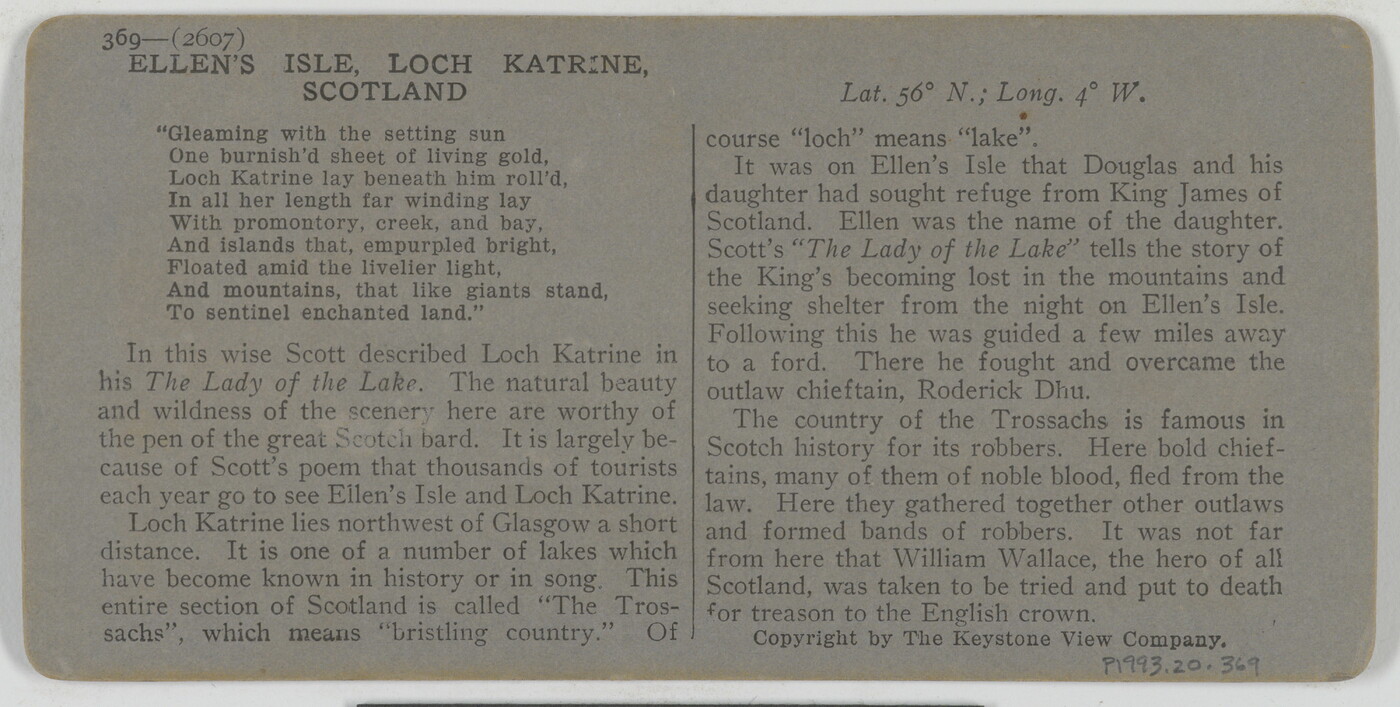 369—(2607)
ELLEN'S ISLE, LOCH KATRINE,
SCOTLAND
Lat. 56° N.; Long. 4° W.
"Gleaming with the setting sun
One burnish'd sheet of living gold,
Loch Katrine lay beneath him roll'd,
In all her length far winding lay
With promontory, creek, and bay,
And islands that, empurpled bright,
Floated amid the livelier light,
And mountains, that like giants stand,
To sentinel enchanted land."
In this wise Scott described Loch Katrine in
his The Lady of the Lake. The natural beauty
and wildness of the scenery here are worthy of
the pen of the great Scotch bard. It is largely be-
cause of Scott's poem that thousands of tourists
each year go to see Ellen's Isle and Loch Katrine.
Loch Katrine lies northwest of Glasgow a short
distance. It is one of a number of lakes which
have become known in history or in song. This
entire section of Scotland is called "The Tros-
sachs", which means "bristling country." Of
course "loch" means "lake".
It was on Ellen's Isle that Douglas and his
daughter had sought refuge from King James of
Scotland. Ellen was the name of the daughter.
Scott's "The Lady of the Lake" tells the story of
the King's becoming lost in the mountains and
seeking shelter from the night on Ellen's Isle.
Following this he was guided a few miles away
to a ford. There he fought and overcame the
outlaw chieftain, Roderick Dhu.
The country of the Trossachs is famous in
Scotch history for its robbers. Here bold chief-
tains, many of them of noble blood, fled from the
law. Here they gathered together other outlaws
and formed bands of robbers. It was not far
from here that William Wallace, the hero of all
Scotland, was taken to be tried and put to death
for treason to the English crown.
Copyright by The Keystone View Company.
P1993.20.369